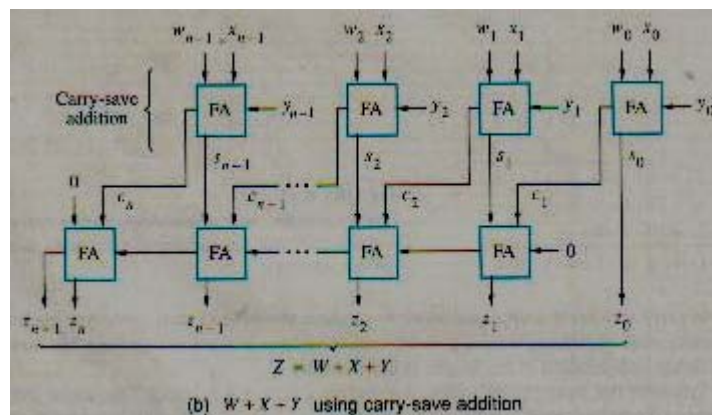 w_{n-1} x_{n-1} w_2 x_2 w_1 x_1 w_0 x_0
Carry-save
addition
FA y_{n-1} FA y_2 FA y_1 FA y_0
s_{n-1} s_2 s_1 s_0
0 c_n c_{n-1} ... c_2 c_1
FA FA ... FA FA 0
z_{n+1} z_n z_{n-1} z_2 z_1 z_0
Z = W + X + Y
(b) W + X + Y using carry-save addition